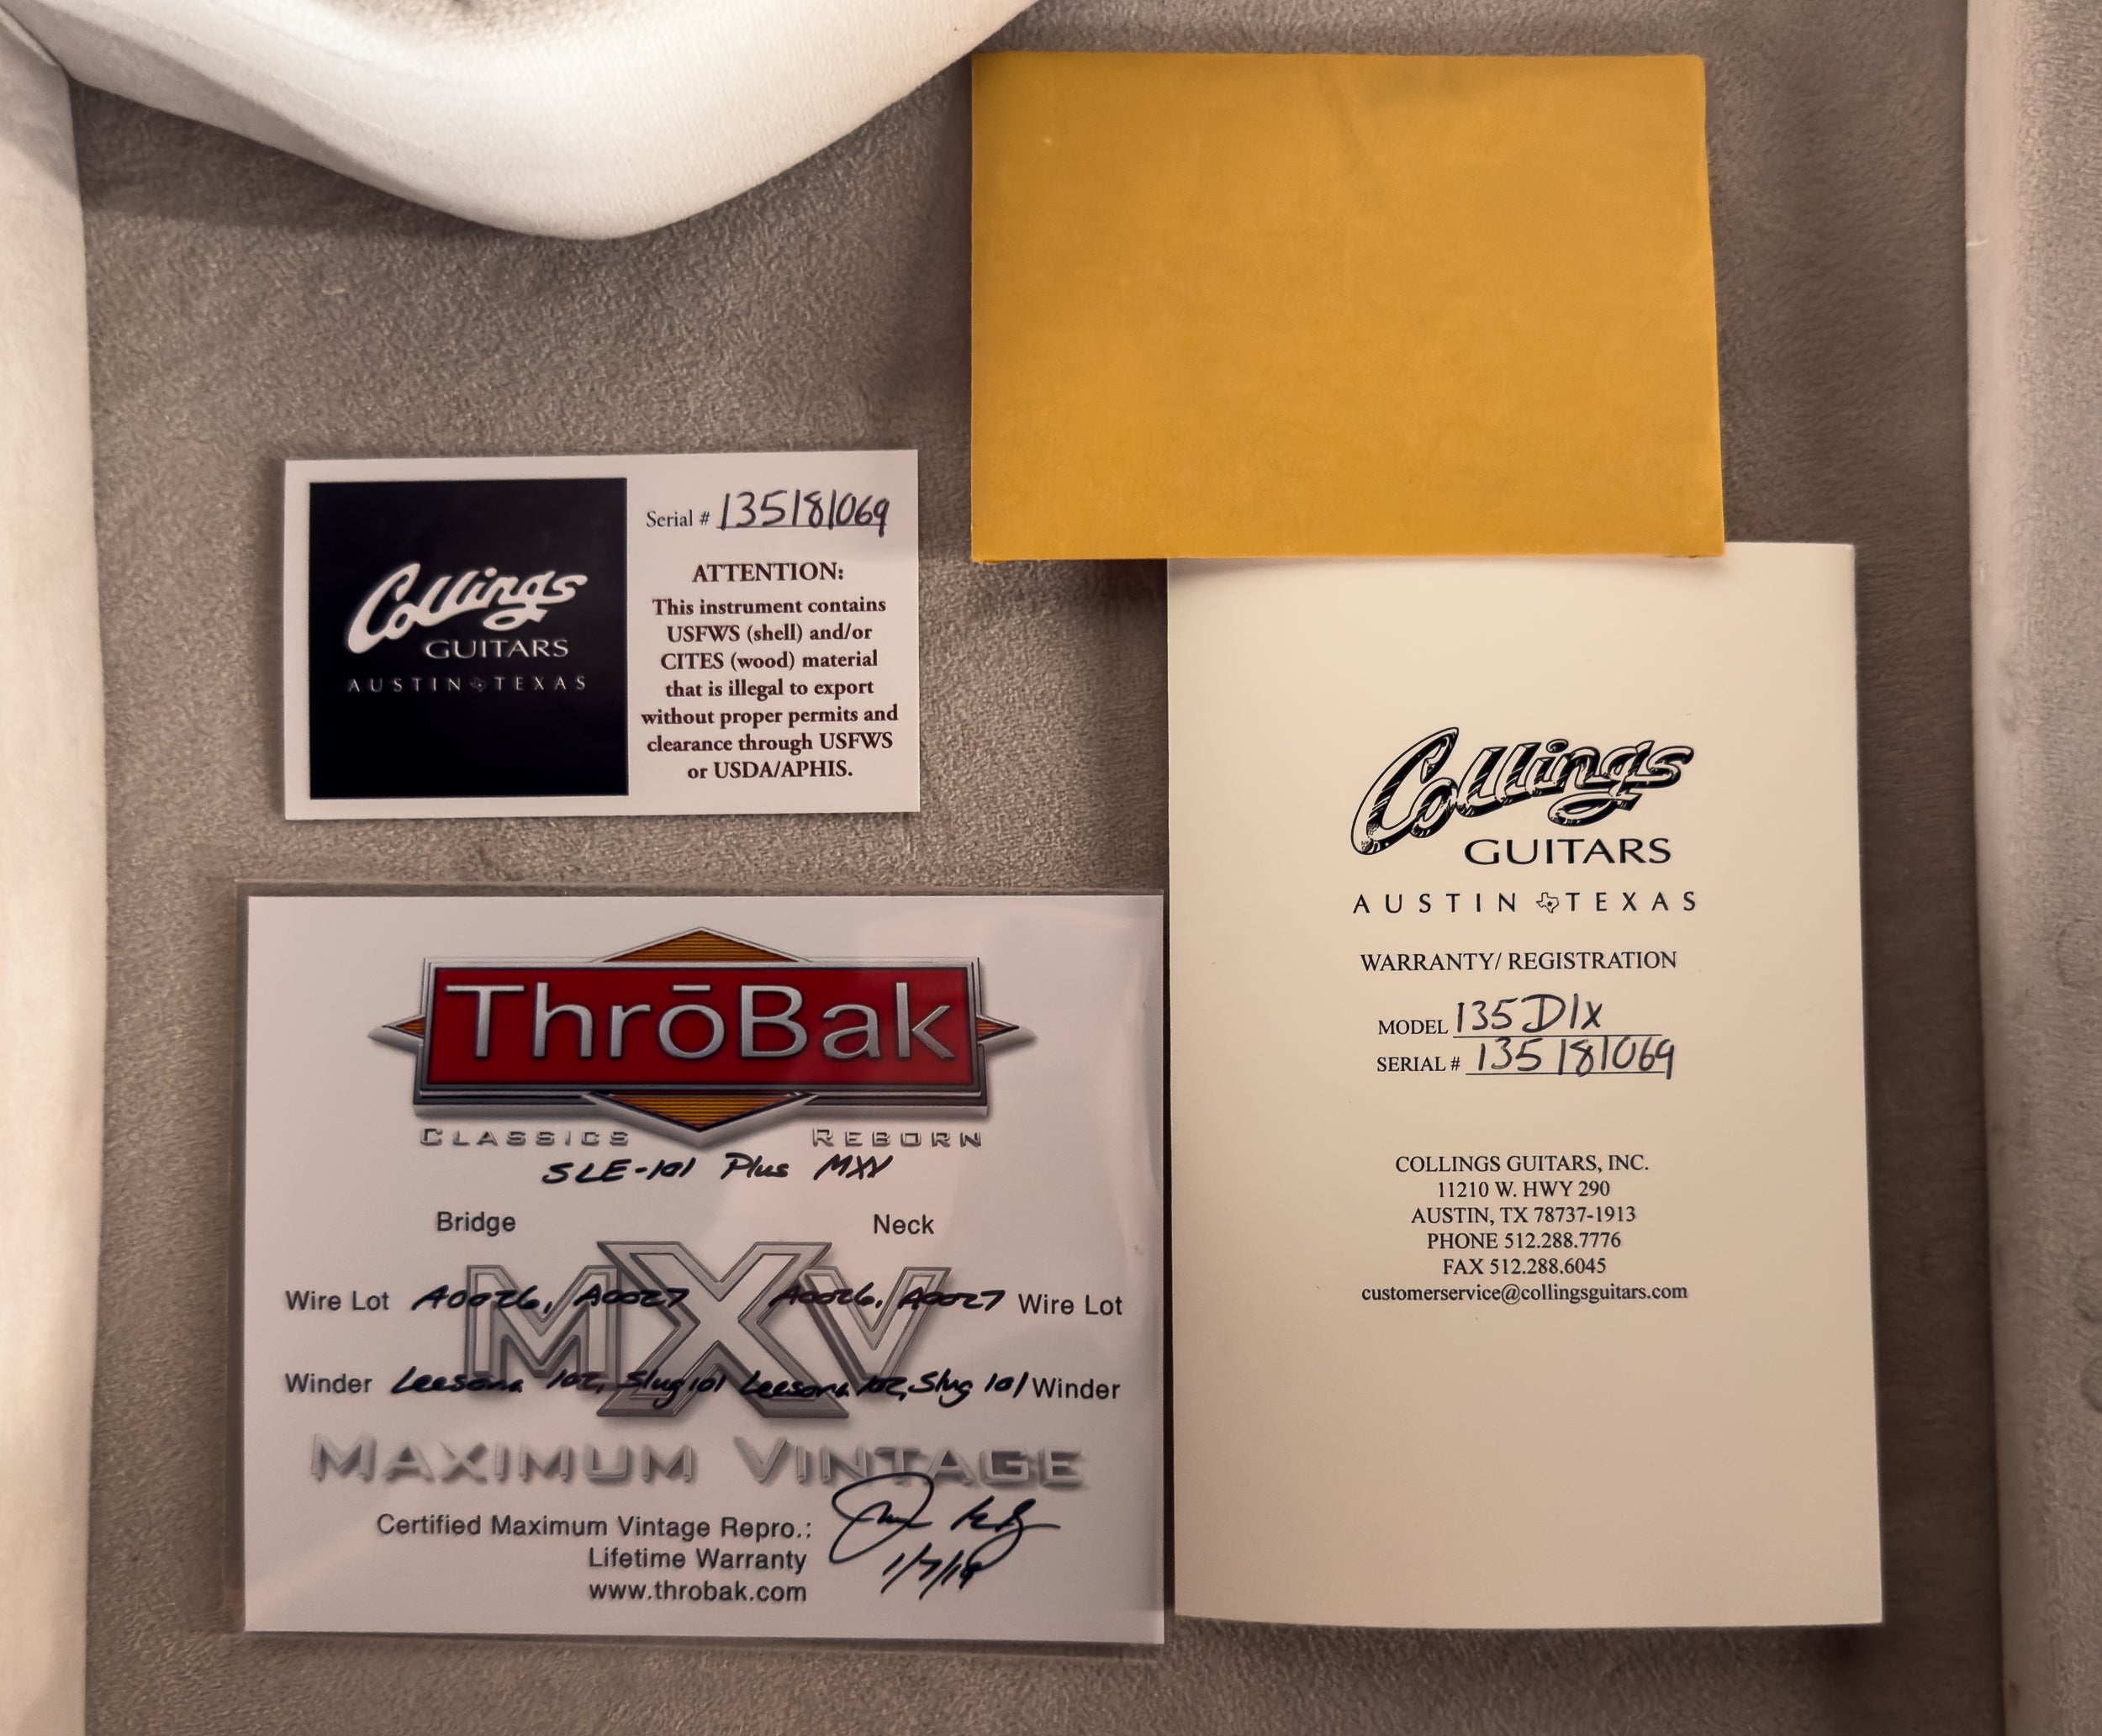 Serial # 135181069
Collings
GUITARS
AUSTIN TEXAS
ATTENTION:
This instrument contains
USFWS (shell) and/or
CITES (wood) material
that is illegal to export
without proper permits and
clearance through USFWS
or USDA/APHIS.
ThrōBak
CLASSICS REBORN
SLE-101 Plus MXV
Bridge Neck
MXV
Wire Lot A0026, A0027 A0026, A0027 Wire Lot
Winder Leesona 102, Slug 101 Leesona 102, Slug 101 Winder
MAXIMUM VINTAGE
Certified Maximum Vintage Repro.:
Lifetime Warranty
www.throbak.com
Collings
GUITARS
AUSTIN TEXAS
WARRANTY/ REGISTRATION
MODEL 135 Dlx
SERIAL # 135181069
COLLINGS GUITARS, INC.
11210 W. HWY 290
AUSTIN, TX 78737-1913
PHONE 512.288.7776
FAX 512.288.6045
customerservice@collingsguitars.com